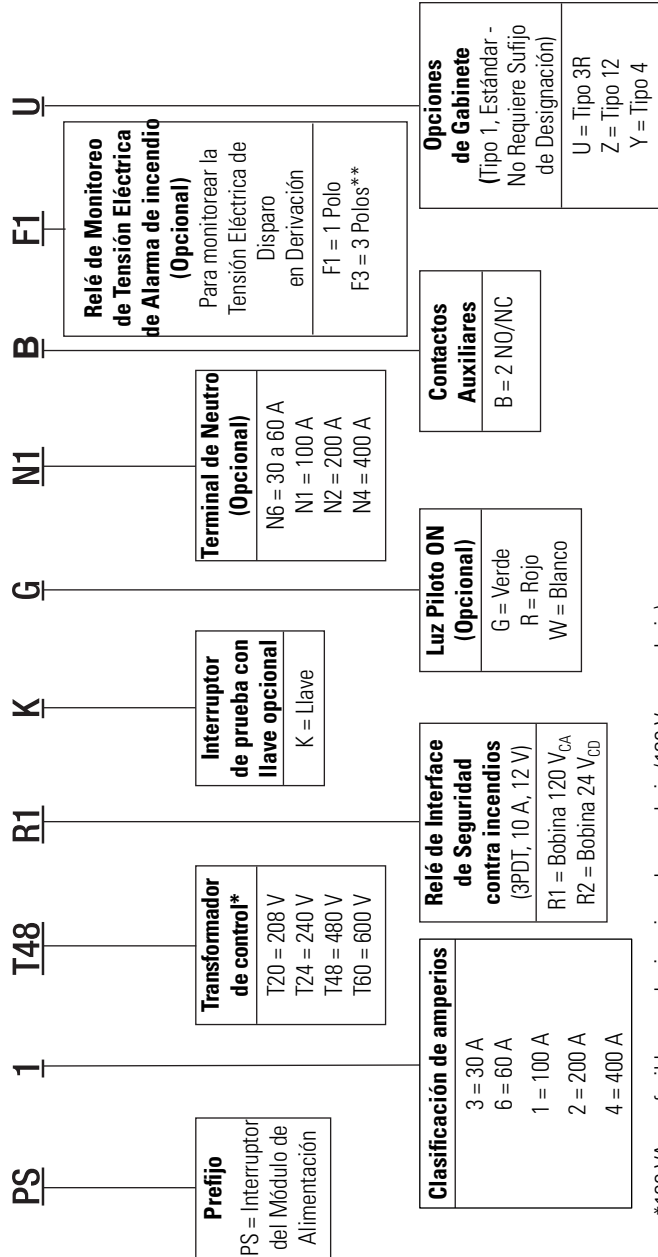 PS 1 T48 R1 K G N1 B F1 U
Prefijo
PS = Interruptor
del Módulo de
Alimentación
Clasificación de amperios
3 = 30 A
6 = 60 A
1 = 100 A
2 = 200 A
4 = 400 A
Transformador
de control*
T20 = 208 V
T24 = 240 V
T48 = 480 V
T60 = 600 V
Relé de Interface
de Seguridad
contra incendios
(3PDT, 10 A, 12 V)
R1 = Bobina 120 VCA
R2 = Bobina 24 VCD
Interruptor
de prueba con
llave opcional
K = Llave
Luz Piloto ON
(Opcional)
G = Verde
R = Rojo
W = Blanco
Terminal de Neutro
(Opcional)
N6 = 30 a 60 A
N1 = 100 A
N2 = 200 A
N4 = 400 A
Contactos
Auxiliares
B = 2 NO/NC
Relé de Monitoreo
de Tensión Eléctrica
de Alarma de incendio
(Opcional)
Para monitorear la
Tensión Eléctrica de
Disparo
en Derivación
F1 = 1 Polo
F3 = 3 Polos**
Opciones
de Gabinete
(Tipo 1, Estándar -
No Requiere Sufijo
de Designación)
U = Tipo 3R
Z = Tipo 12
Y = Tipo 4